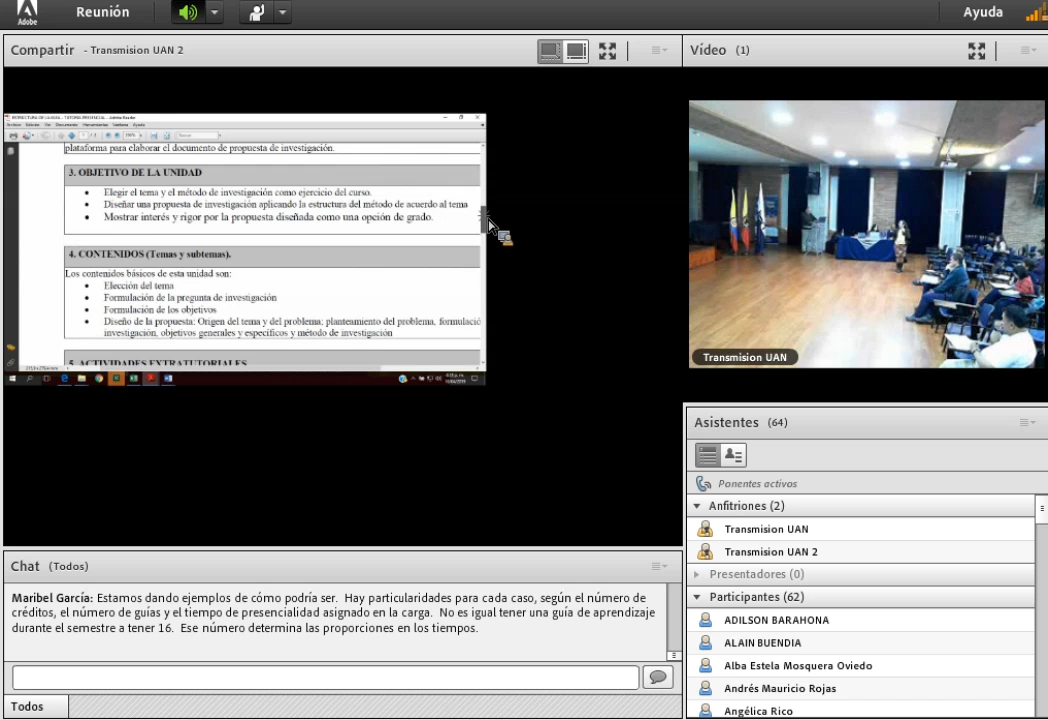 Adobe
Reunión
Ayuda
Compartir - Transmision UAN 2
Vídeo (1)
plataforma para elaborar el documento de propuesta de investigación.
3. OBJETIVO DE LA UNIDAD
Elegir el tema y el método de investigación como ejercicio del curso.
Diseñar una propuesta de investigación aplicando la estructura del método de acuerdo al tema
Mostrar interés y rigor por la propuesta diseñada como una opción de grado.
4. CONTENIDOS (Temas y subtemas).
Los contenidos básicos de esta unidad son:
Elección del tema
Formulación de la pregunta de investigación
Formulación de los objetivos
Diseño de la propuesta: Origen del tema y del problema; planteamiento del problema, formulació
investigación, objetivos generales y específicos y método de investigación
5. ACTIVIDADES EXTRATUTORIALES
Transmision UAN
Asistentes (64)
Ponentes activos
Anfitriones (2)
Transmision UAN
Transmision UAN 2
Presentadores (0)
Participantes (62)
ADILSON BARAHONA
ALAIN BUENDIA
Alba Estela Mosquera Oviedo
Andrés Mauricio Rojas
Angélica Rico
Chat (Todos)
Maribel García: Estamos dando ejemplos de cómo podría ser. Hay particularidades para cada caso, según el número de
créditos, el número de guías y el tiempo de presencialidad asignado en la carga. No es igual tener una guía de aprendizaje
durante el semestre a tener 16. Ese número determina las proporciones en los tiempos.
Todos